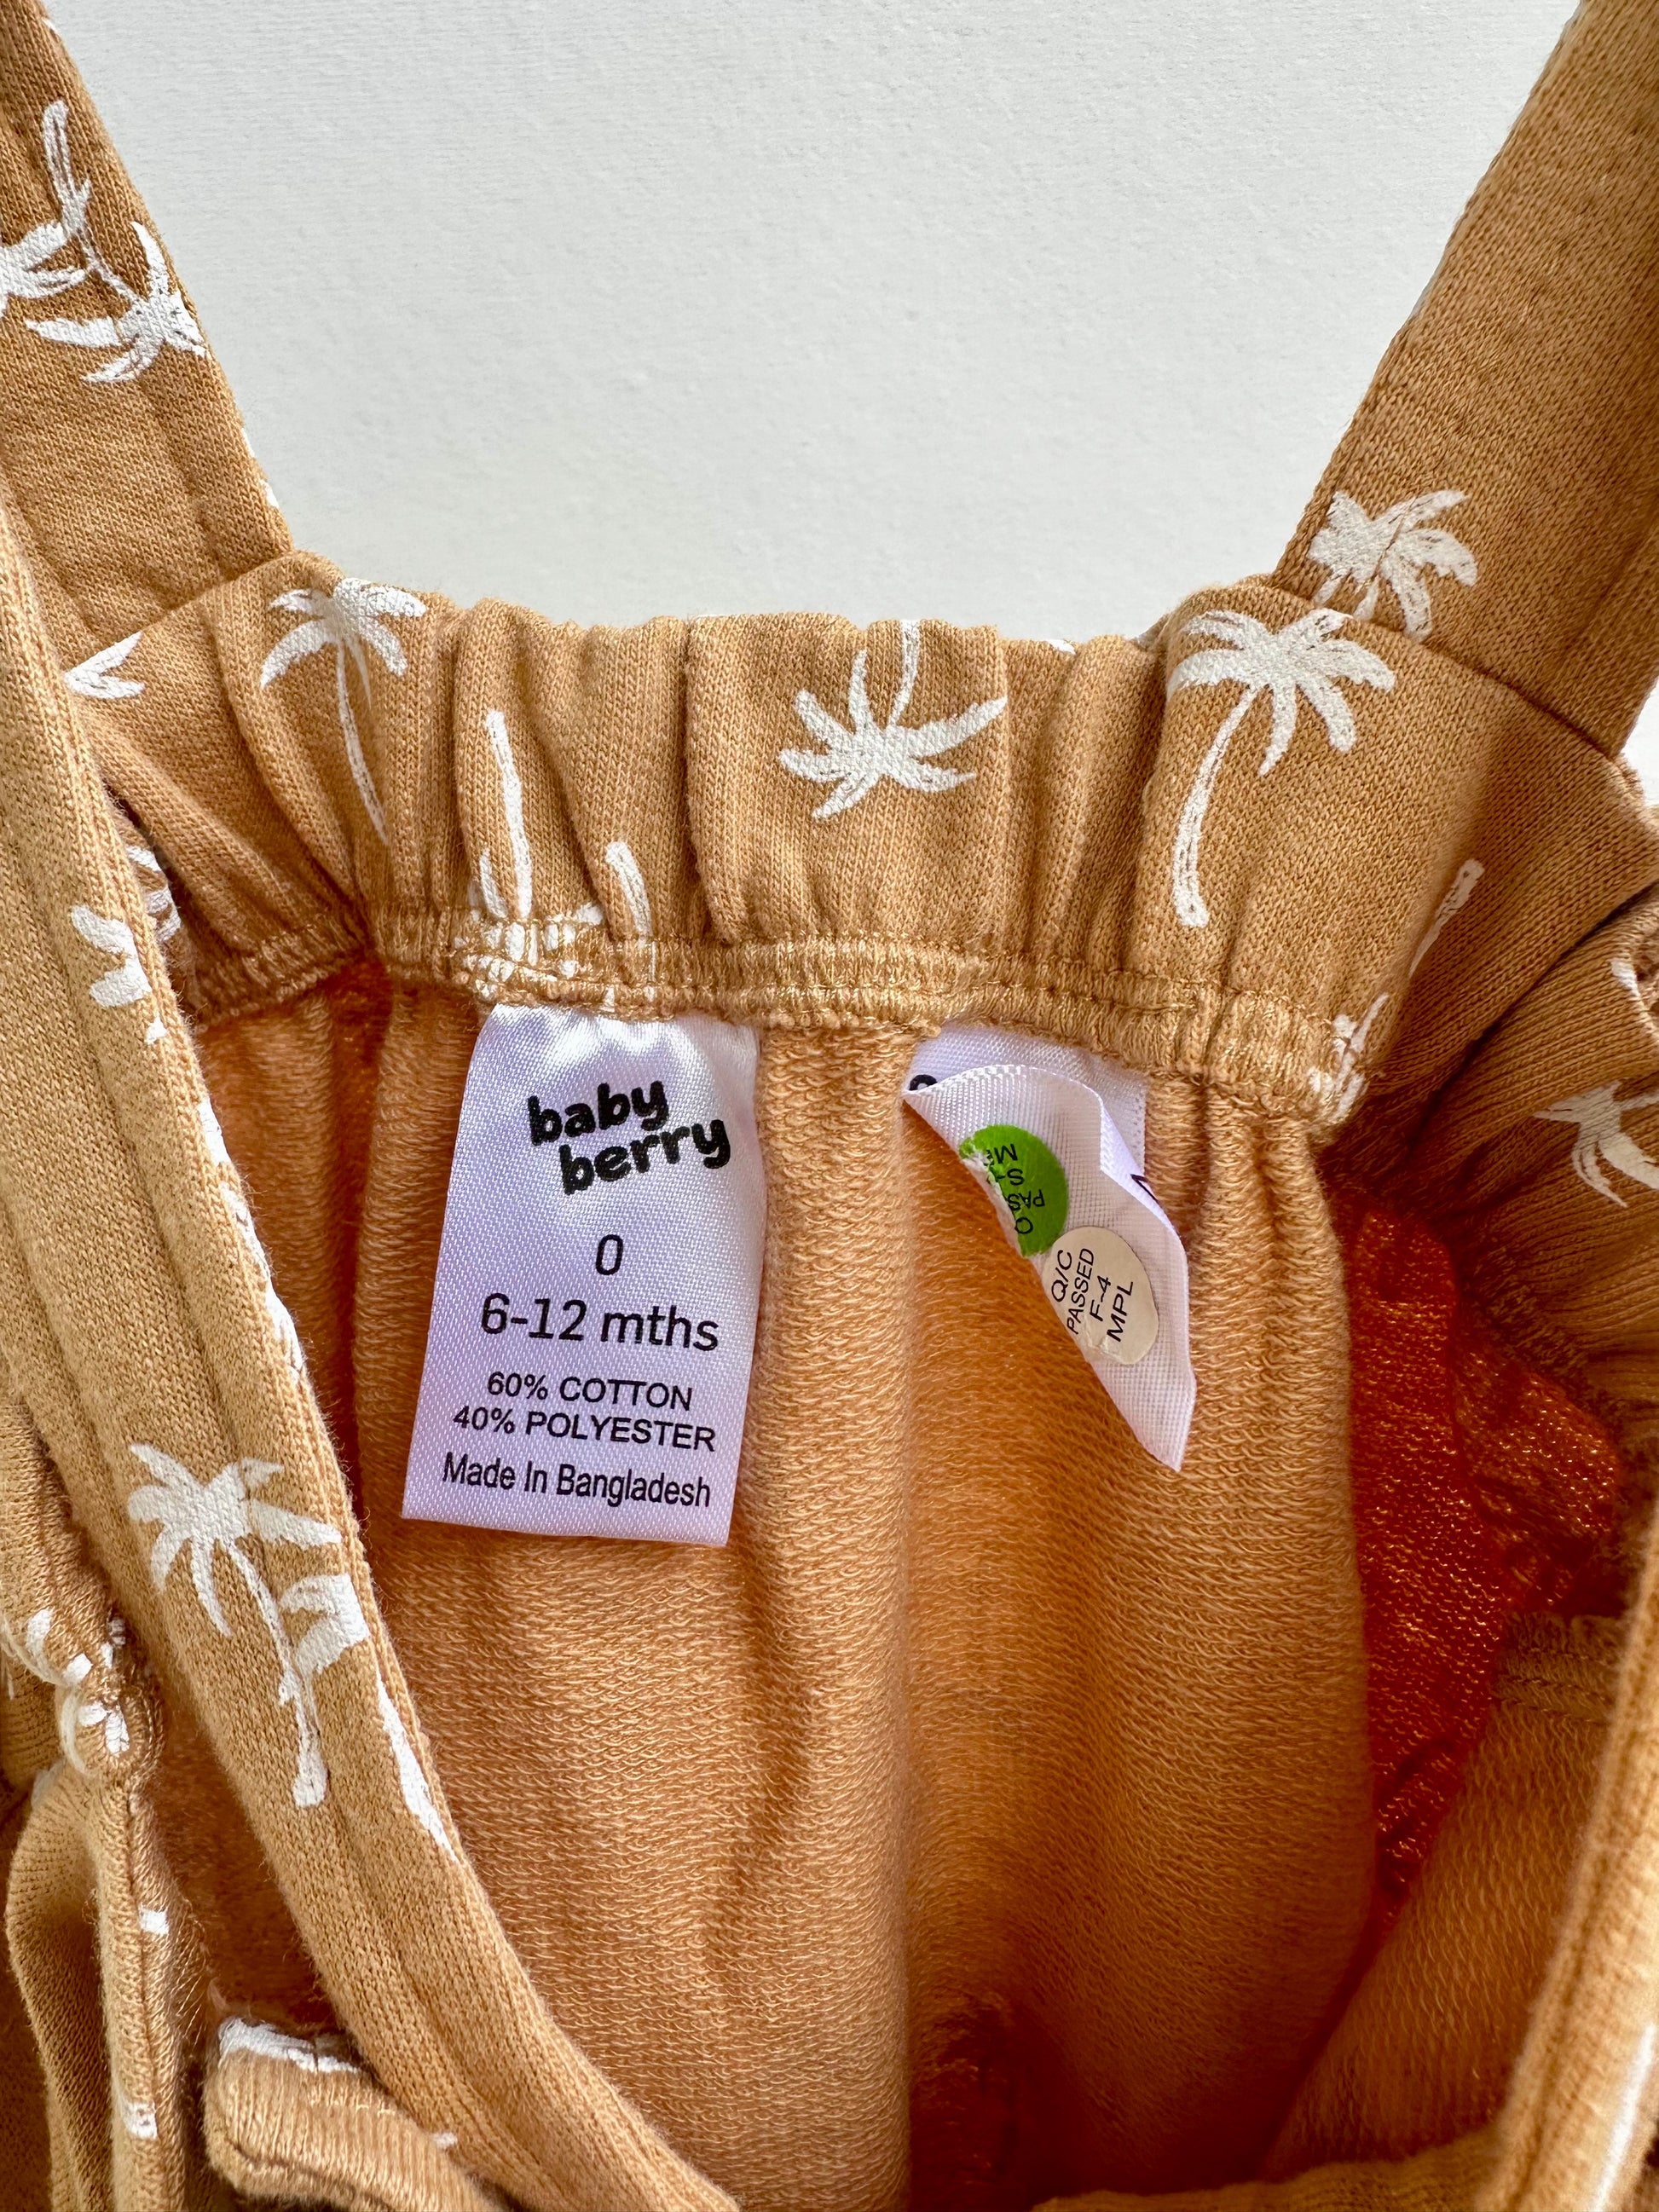 baby
berry
0
6-12 mths
60% COTTON
40% POLYESTER
Made In Bangladesh
Q/C
PASSED
F-4
MPL